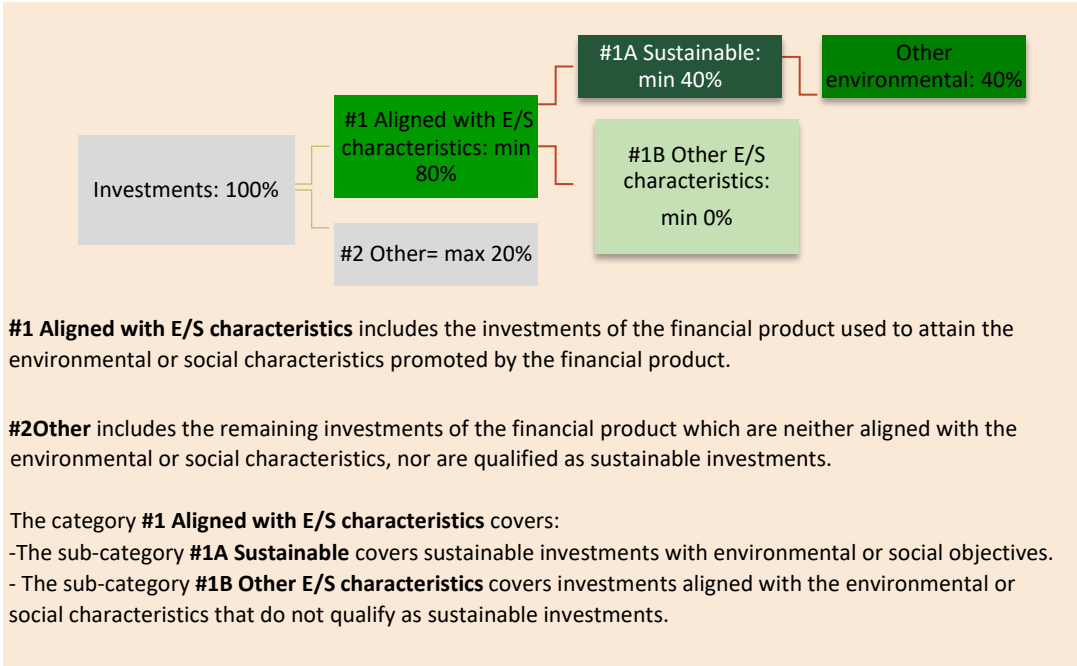 #1A Sustainable:
min 40%
Other
environmental: 40%
#1 Aligned with E/S
characteristics: min
80%
#1B Other E/S
characteristics:
min 0%
Investments: 100%
#2 Other= max 20%
#1 Aligned with E/S characteristics includes the investments of the financial product used to attain the
environmental or social characteristics promoted by the financial product.
#2Other includes the remaining investments of the financial product which are neither aligned with the
environmental or social characteristics, nor are qualified as sustainable investments.
The category #1 Aligned with E/S characteristics covers:
-The sub-category #1A Sustainable covers sustainable investments with environmental or social objectives.
- The sub-category #1B Other E/S characteristics covers investments aligned with the environmental or
social characteristics that do not qualify as sustainable investments.